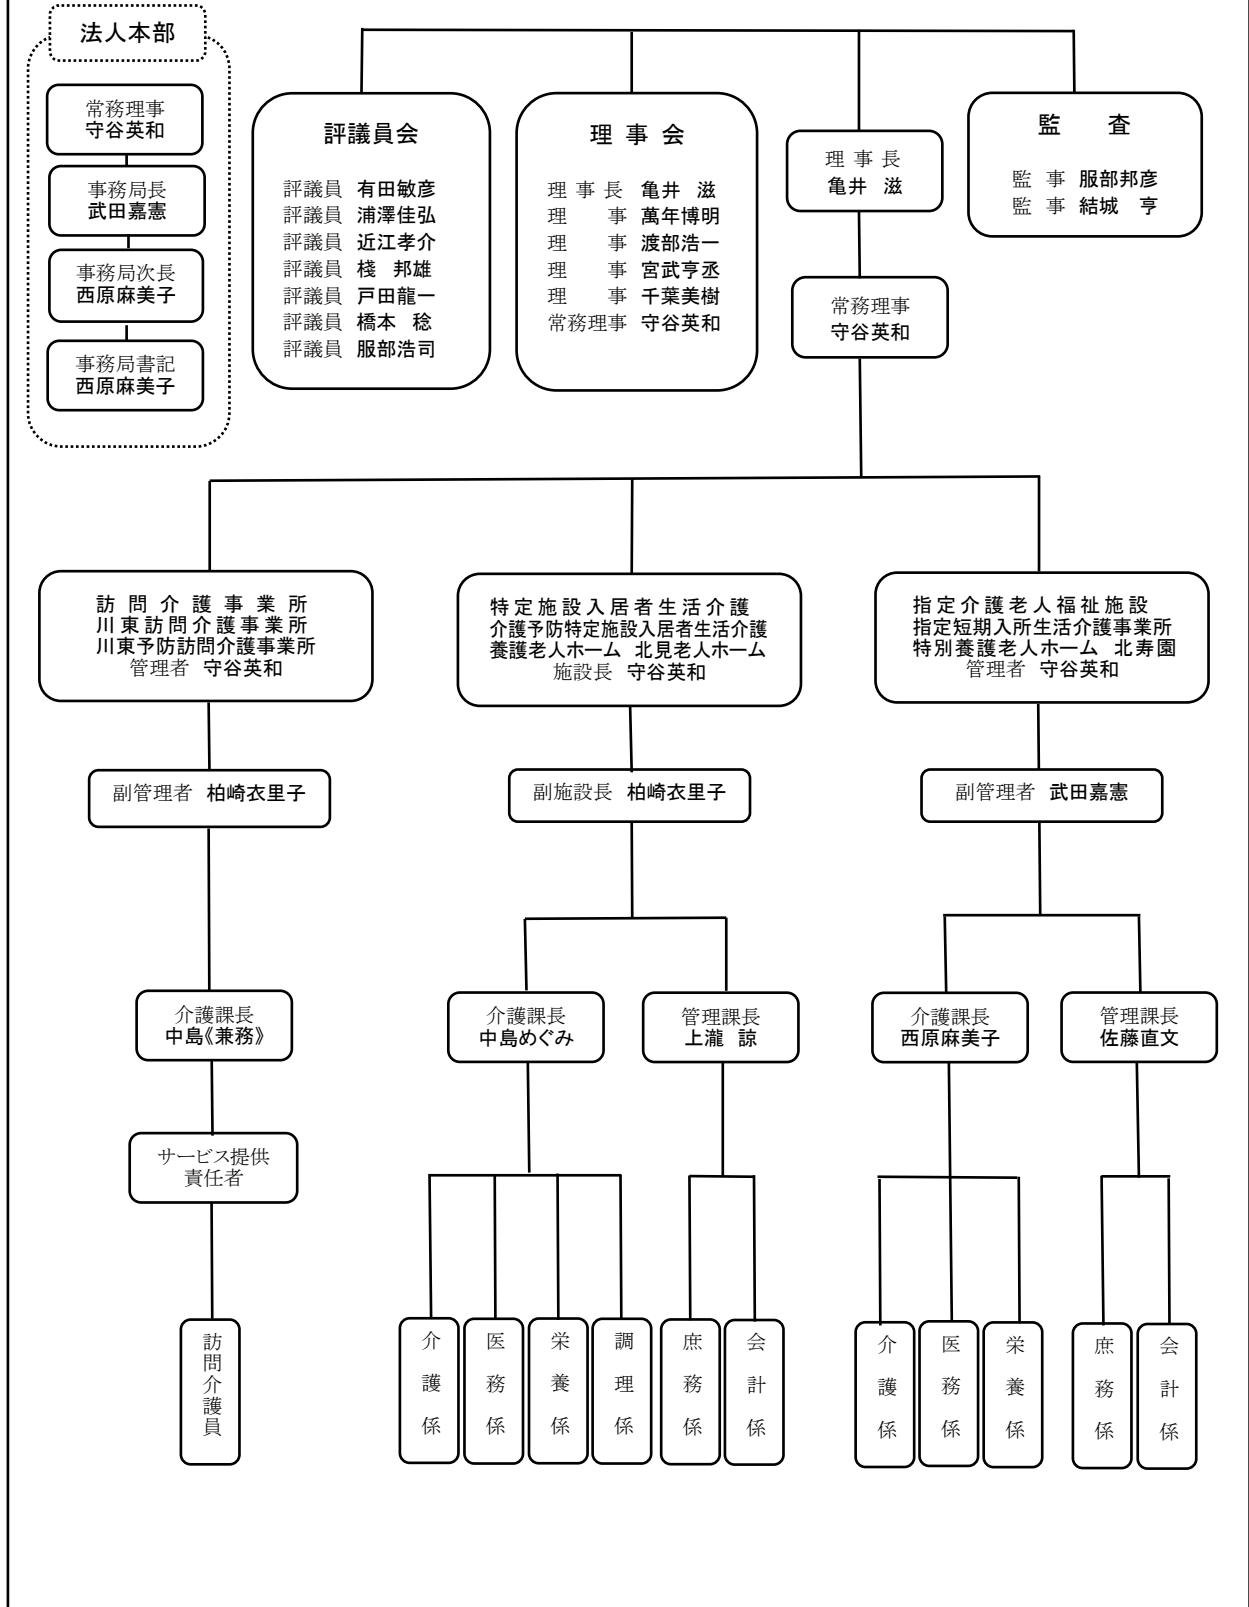 法人本部
常務理事
守谷英和
事務局長
武田嘉憲
事務局次長
西原麻美子
事務局書記
西原麻美子
評議員会
評議員 有田敏彦
評議員 浦澤佳弘
評議員 近江孝介
評議員 棧 邦雄
評議員 戸田龍一
評議員 橋本 稔
評議員 服部浩司
理 事 会
理 事 長 亀井 滋
理 事 萬年博明
理 事 渡部浩一
理 事 宮武亨丞
理 事 千葉美樹
常務理事 守谷英和
理 事 長
亀井 滋
常務理事
守谷英和
監 査
監 事 服部邦彦
監 事 結城 亨
訪 問 介 護 事 業 所
川東訪問介護事業所
川東予防訪問介護事業所
管理者 守谷英和
副管理者 柏崎衣里子
介護課長
中島《兼務》
サービス提供
責任者
訪問介護員
特定施設入居者生活介護
介護予防特定施設入居者生活介護
養護老人ホーム 北見老人ホーム
施設長 守谷英和
副施設長 柏崎衣里子
介護課長
中島めぐみ
管理課長
上瀧 諒
介護係
医務係
栄養係
調理係
庶務係
会計係
指定介護老人福祉施設
指定短期入所生活介護事業所
特別養護老人ホーム 北寿園
管理者 守谷英和
副管理者 武田嘉憲
介護課長
西原麻美子
管理課長
佐藤直文
介護係
医務係
栄養係
庶務係
会計係